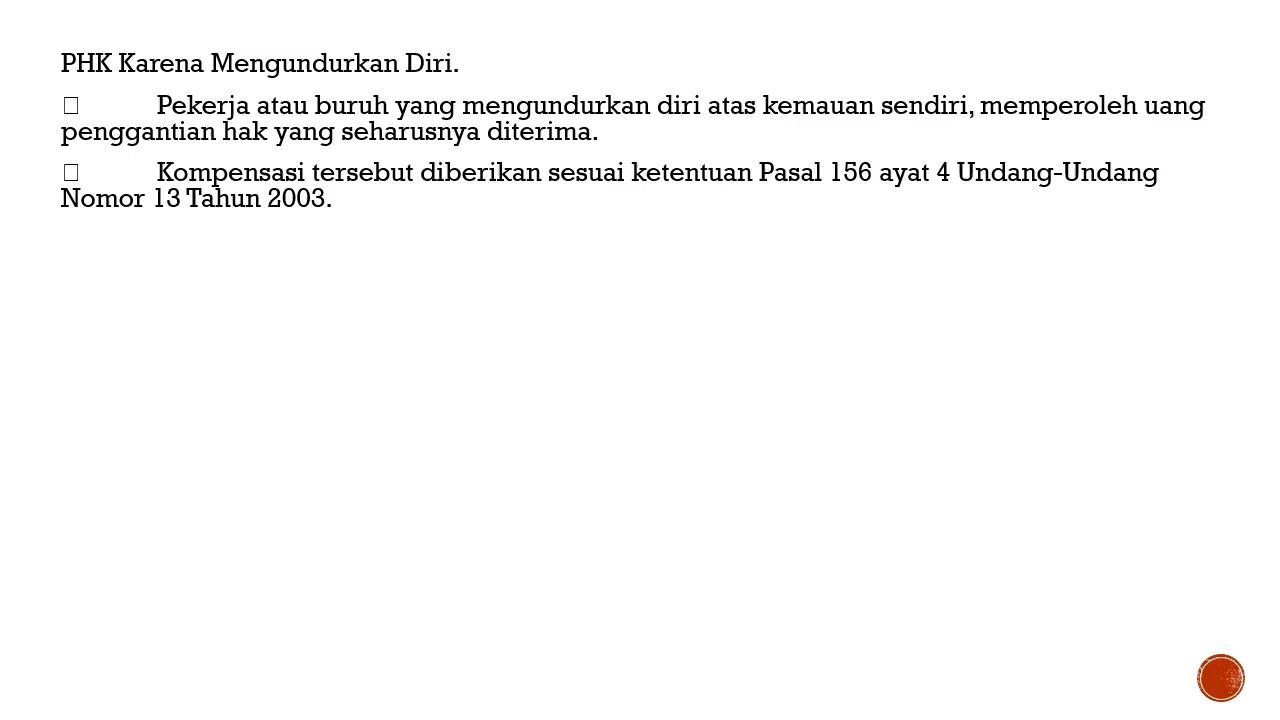 PHK Karena Mengundurkan Diri.
□ Pekerja atau buruh yang mengundurkan diri atas kemauan sendiri, memperoleh uang
penggantian hak yang seharusnya diterima.
□ Kompensasi tersebut diberikan sesuai ketentuan Pasal 156 ayat 4 Undang-Undang
Nomor 13 Tahun 2003.